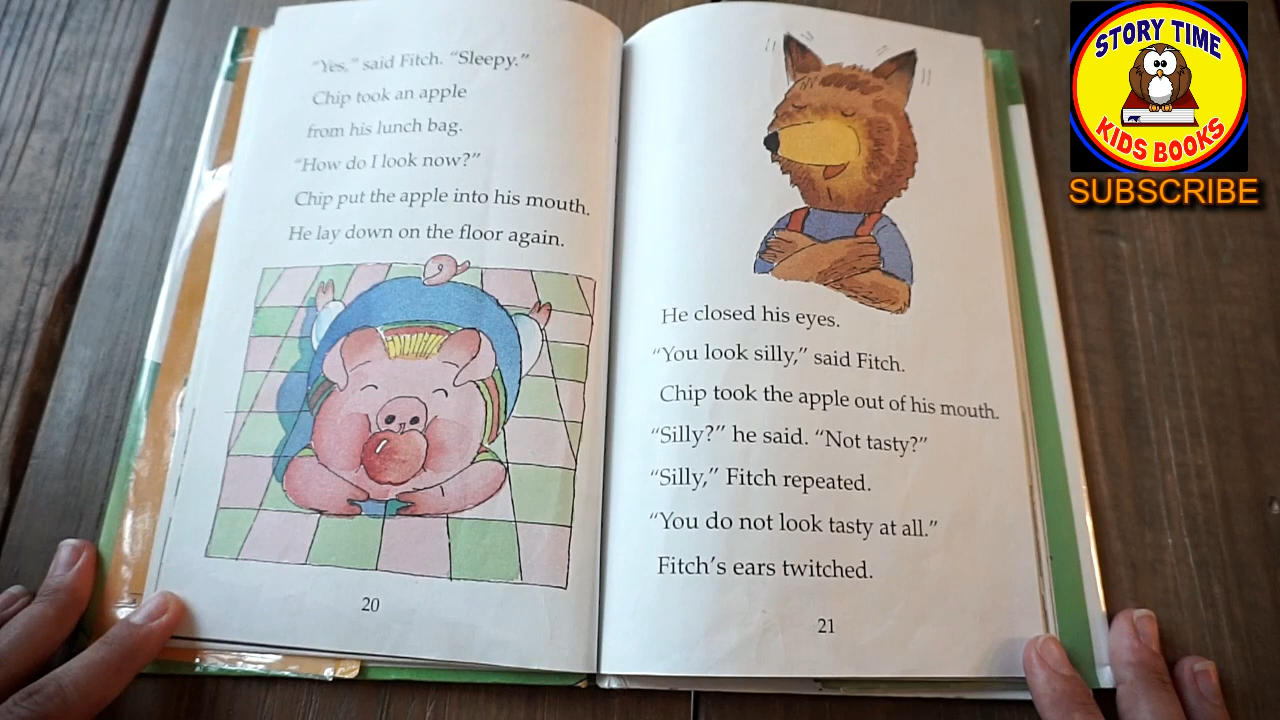 "Yes," said Fitch. "Sleepy."
Chip took an apple
from his lunch bag.
"How do I look now?"
Chip put the apple into his mouth.
He lay down on the floor again.
20
He closed his eyes.
"You look silly," said Fitch.
Chip took the apple out of his mouth.
"Silly?" he said. "Not tasty?"
"Silly," Fitch repeated.
"You do not look tasty at all."
Fitch's ears twitched.
21
STORY TIME
KIDS BOOKS
SUBSCRIBE